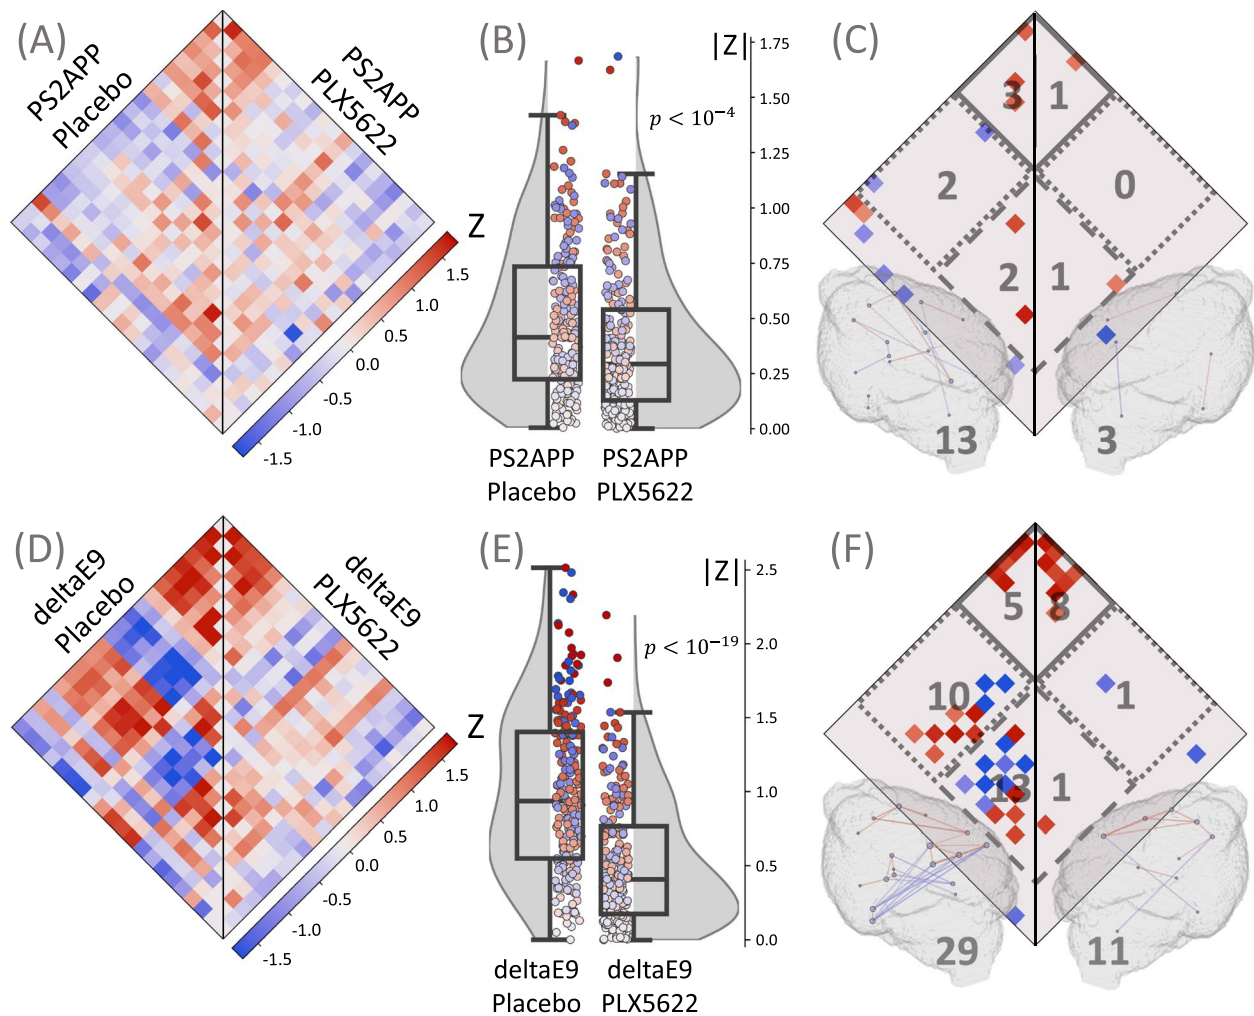 (A)
PS2APP
Placebo
PS2APP
PLX5622
Z
1.5
1.0
0.5
0.0
-0.5
-1.0
-1.5
(B)
|Z|
1.75
1.50
1.25
1.00
0.75
0.50
0.25
0.00
p < 10⁻⁴
PS2APP
Placebo
PS2APP
PLX5622
(C)
3 1
2 0
2 1
13 3
(D)
deltaE9
Placebo
deltaE9
PLX5622
Z
1.5
1.0
0.5
0.0
-0.5
-1.0
-1.5
(E)
|Z|
2.5
2.0
1.5
1.0
0.5
0.0
p < 10⁻¹⁹
deltaE9
Placebo
deltaE9
PLX5622
(F)
5 8
10 1
13 1
29 11